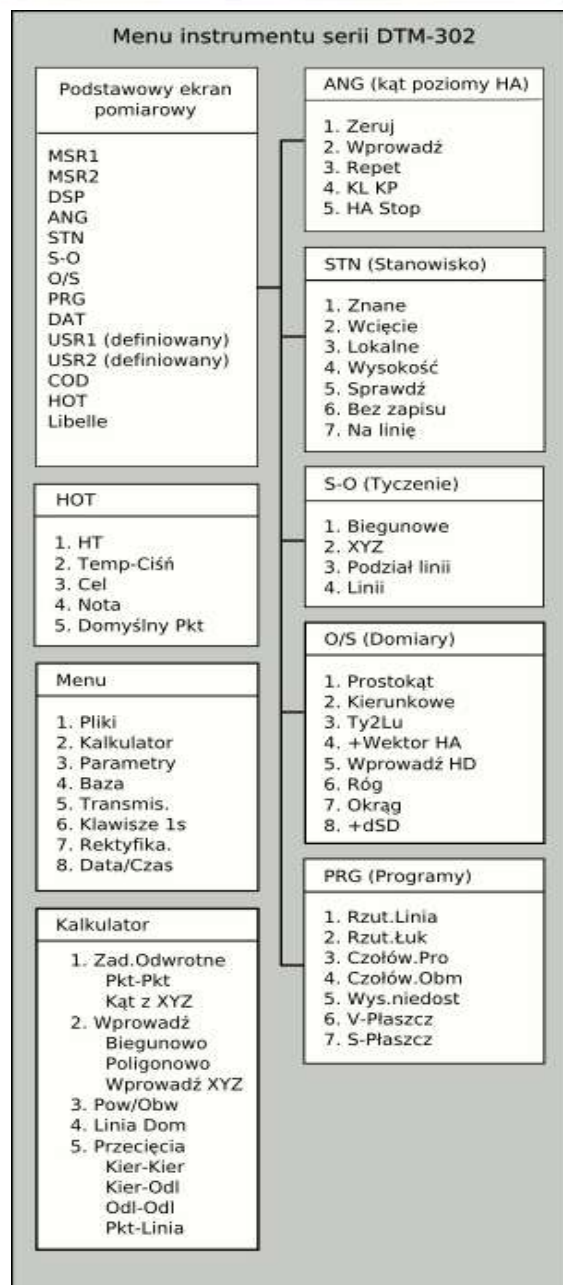 Menu instrumentu serii DTM-302
Podstawowy ekran
pomiarowy
MSR1
MSR2
DSP
ANG
STN
S-O
O/S
PRG
DAT
USR1 (definiowany)
USR2 (definiowany)
COD
HOT
Libelle
HOT
1. HT
2. Temp-Ciśń
3. Cel
4. Nota
5. Domyślny Pkt
Menu
1. Pliki
2. Kalkulator
3. Parametry
4. Baza
5. Transmis.
6. Klawisze 1s
7. Rektyfika.
8. Data/Czas
Kalkulator
1. Zad.Odwrotne
Pkt-Pkt
Kąt z XYZ
2. Wprowadź
Biegunowo
Poligonowo
Wprowadź XYZ
3. Pow/Obw
4. Linia Dom
5. Przecięcia
Kier-Kier
Kier-Odl
Odl-Odl
Pkt-Linia
ANG (kąt poziomy HA)
1. Zeruj
2. Wprowadź
3. Repet
4. KL KP
5. HA Stop
STN (Stanowisko)
1. Znane
2. Wcięcie
3. Lokalne
4. Wysokość
5. Sprawdź
6. Bez zapisu
7. Na linię
S-O (Tyczenie)
1. Biegunowe
2. XYZ
3. Podział linii
4. Linii
O/S (Domiary)
1. Prostokąt
2. Kierunkowe
3. Ty2Lu
4. +Wektor HA
5. Wprowadź HD
6. Róg
7. Okrąg
8. +dSD
PRG (Programy)
1. Rzut.Linia
2. Rzut.Łuk
3. Czołów.Pro
4. Czołów.Obm
5. Wys.niedost
6. V-Płaszcz
7. S-Płaszcz